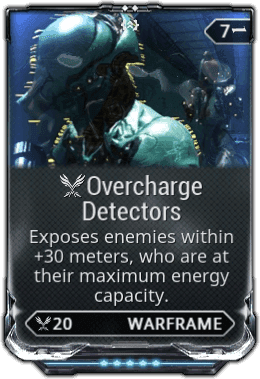 7
Overcharge
Detectors
Exposes enemies within
+30 meters, who are at
their maximum energy
capacity.
20 WARFRAME